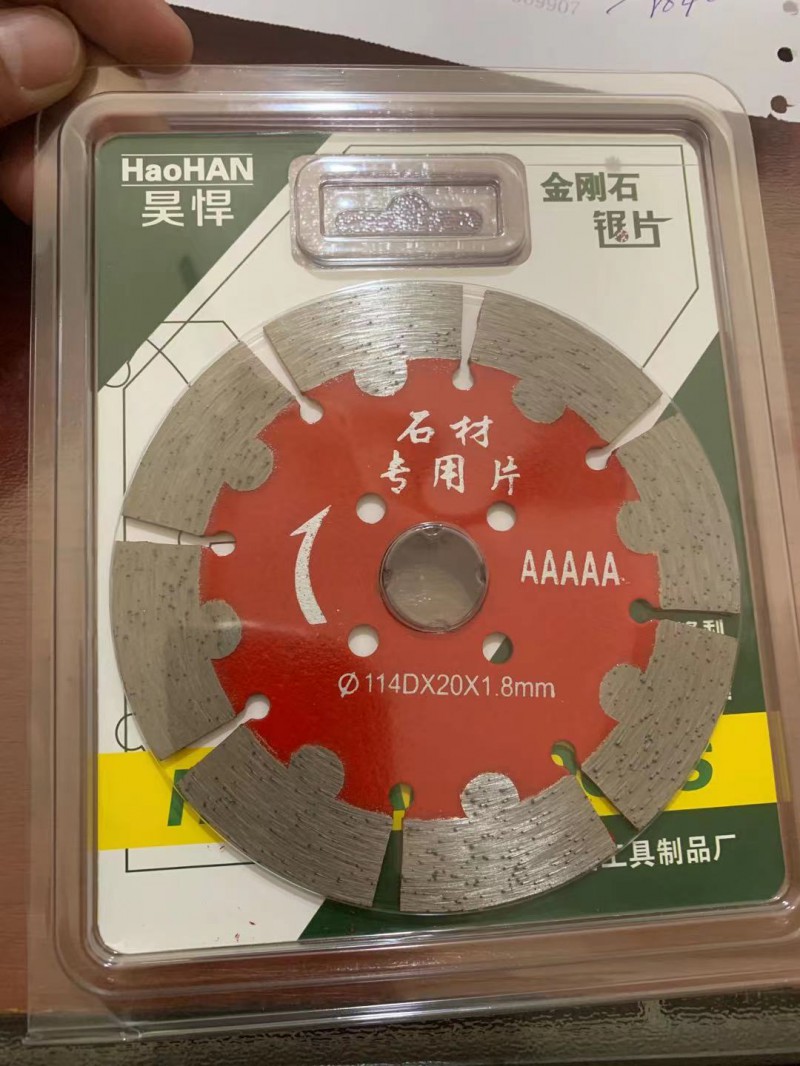 09907
HaoHAN
昊悍
金刚石
锯片
石材
专用片
AAAAA
Ø114DX20X1.8mm
工具制品厂